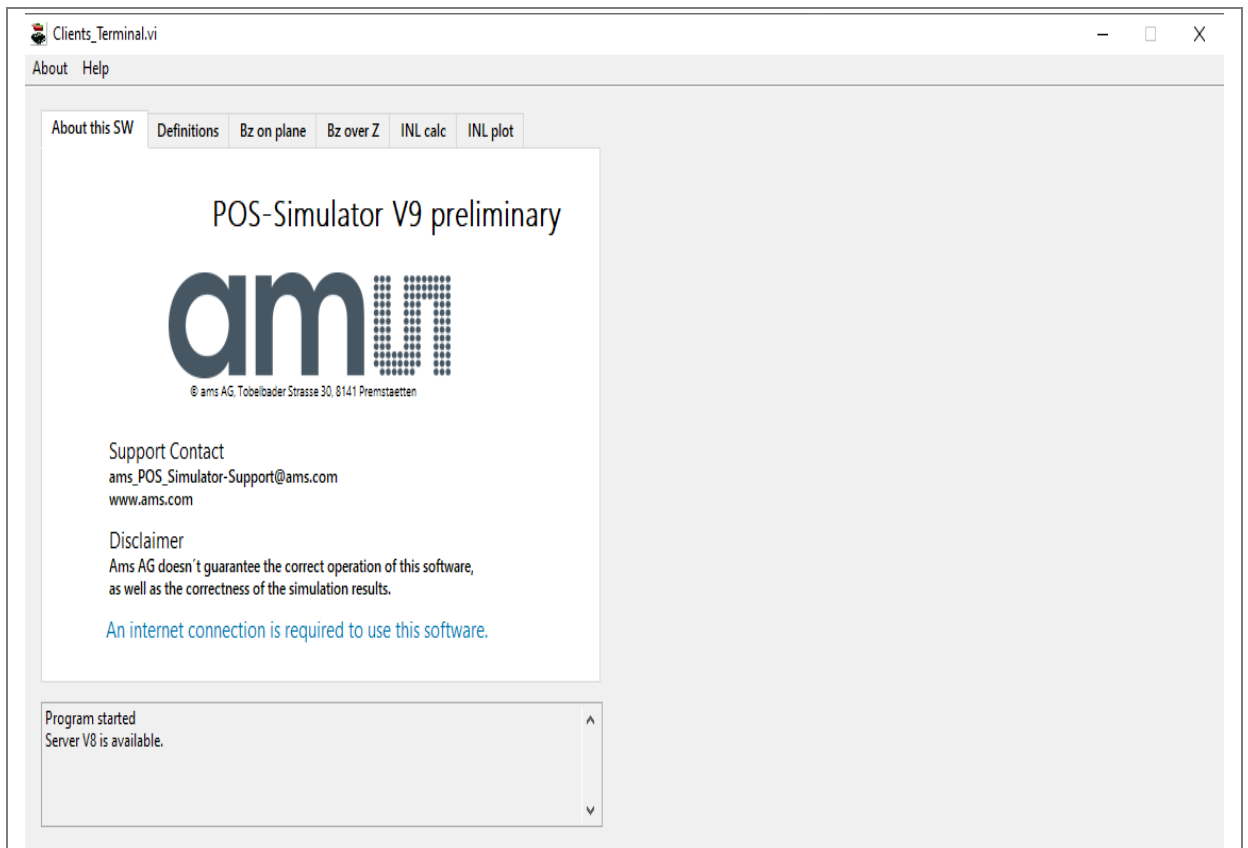 Clients_Terminal.vi
About Help
About this SW Definitions Bz on plane Bz over Z INL calc INL plot
POS-Simulator V9 preliminary
amu
© ams AG, Tobelbader Strasse 30, 8141 Premstaetten
Support Contact
ams_POS_Simulator-Support@ams.com
www.ams.com
Disclaimer
Ams AG doesn´t guarantee the correct operation of this software,
as well as the correctness of the simulation results.
An internet connection is required to use this software.
Program started
Server V8 is available.